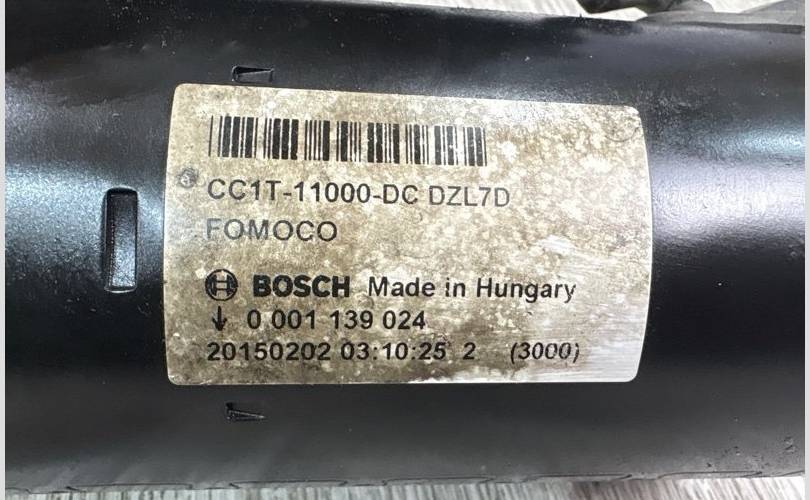 CC1T-11000-DC DZL7D
FOMOCO
BOSCH Made in Hungary
↓ 0 001 139 024
20150202 03:10:25 2 (3000)